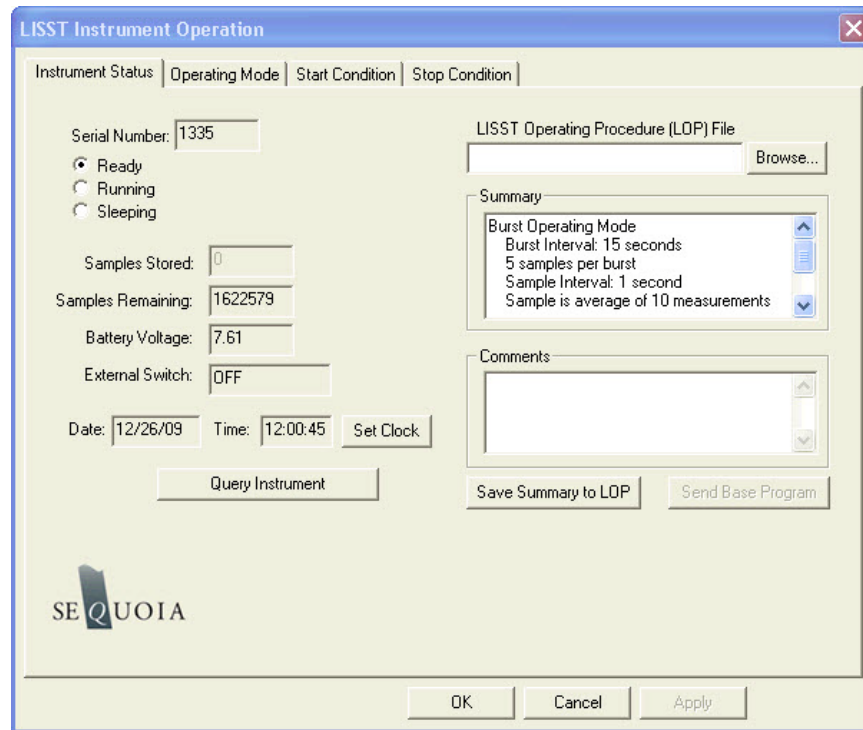 LISST Instrument Operation
Instrument Status
Operating Mode
Start Condition
Stop Condition
Serial Number: 1335
Ready
Running
Sleeping
Samples Stored: 0
Samples Remaining: 1622579
Battery Voltage: 7.61
External Switch: OFF
Date: 12/26/09 Time: 12:00:45 Set Clock
Query Instrument
LISST Operating Procedure (LOP) File
Browse...
Summary
Burst Operating Mode
Burst Interval: 15 seconds
5 samples per burst
Sample Interval: 1 second
Sample is average of 10 measurements
Comments
Save Summary to LOP
Send Base Program
SEQUOIA
OK
Cancel
Apply